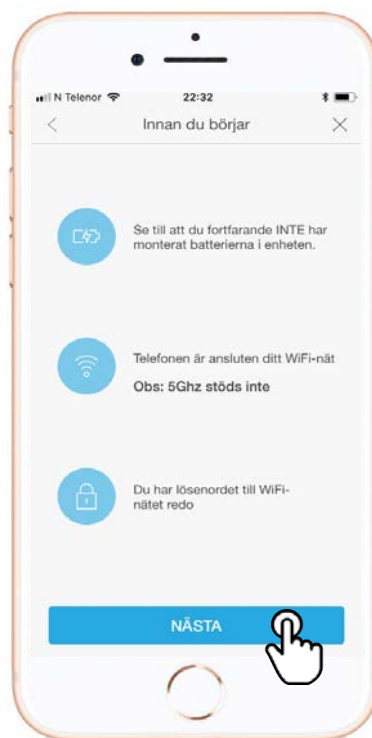 N Telenor 22:32
Innan du börjar
Se till att du fortfarande INTE har
monterat batterierna i enheten.
Telefonen är ansluten ditt WiFi-nät
Obs: 5Ghz stöds inte
Du har lösenordet till WiFi-
nätet redo
NÄSTA